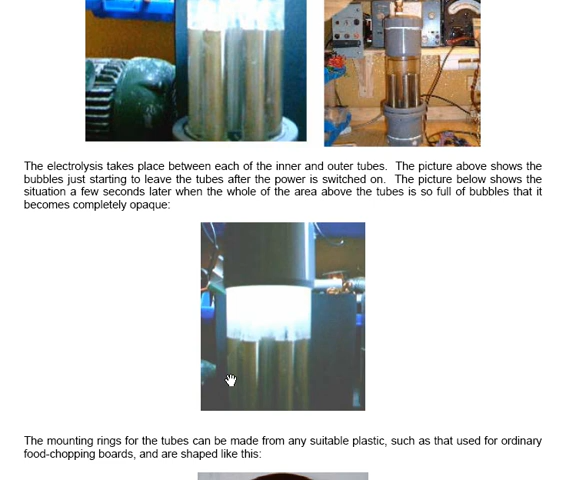 The electrolysis takes place between each of the inner and outer tubes. The picture above shows the
bubbles just starting to leave the tubes after the power is switched on. The picture below shows the
situation a few seconds later when the whole of the area above the tubes is so full of bubbles that it
becomes completely opaque:
The mounting rings for the tubes can be made from any suitable plastic, such as that used for ordinary
food-chopping boards, and are shaped like this: